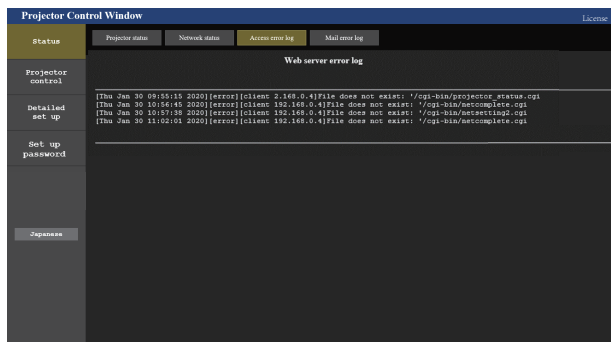 Projector Control Window
License
Status
Projector status
Network status
Access error log
Mail error log
Web server error log
Projector
control
[Thu Jan 30 09:55:15 2020][error][client 2.168.0.4]File does not exist: '/cgi-bin/projector_status.cgi
[Thu Jan 30 10:56:45 2020][error][client 192.168.0.4]File does not exist: '/cgi-bin/netcomplete.cgi
[Thu Jan 30 10:57:38 2020][error][client 192.168.0.4]File does not exist: '/cgi-bin/netsetting2.cgi
[Thu Jan 30 11:02:01 2020][error][client 192.168.0.4]File does not exist: '/cgi-bin/netcomplete.cgi
Detailed
set up
Set up
password
Japanese